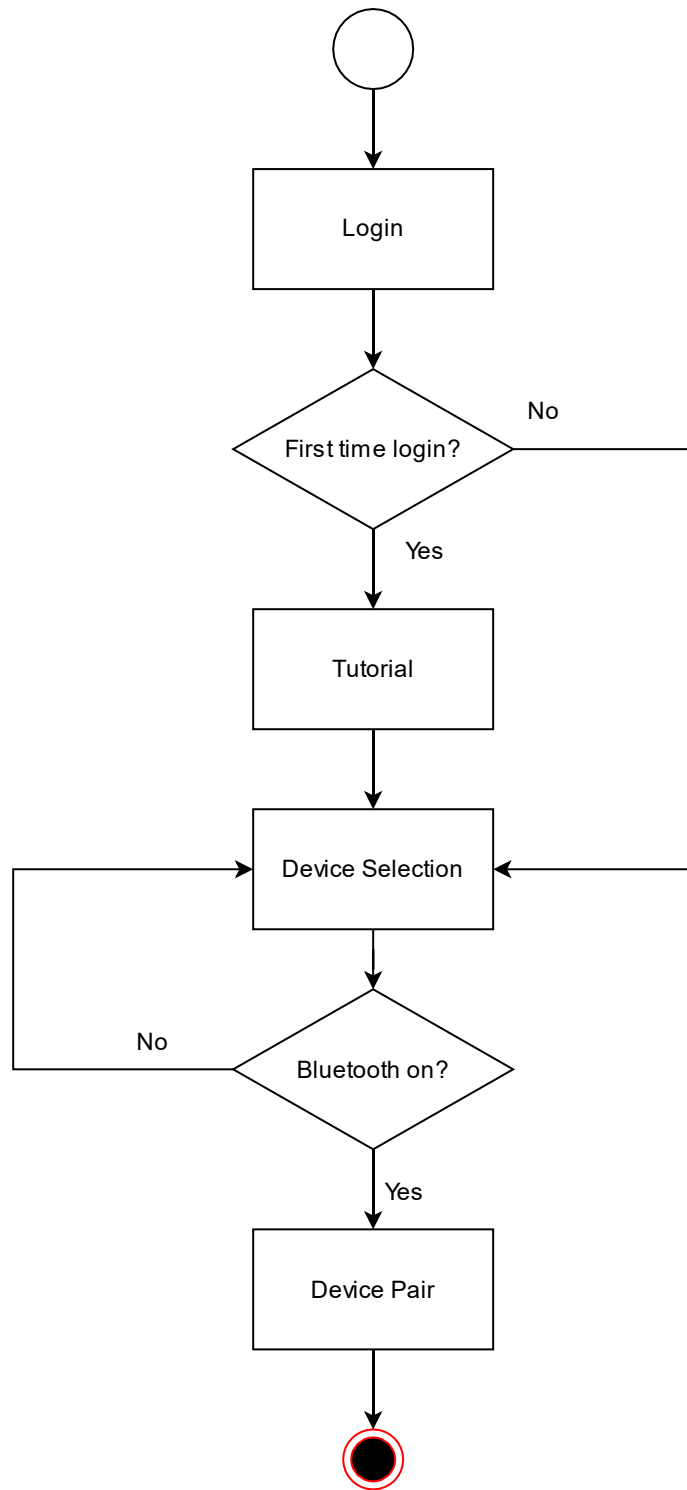 Login
First time login?
No
Yes
Tutorial
Device Selection
No
Bluetooth on?
Yes
Device Pair